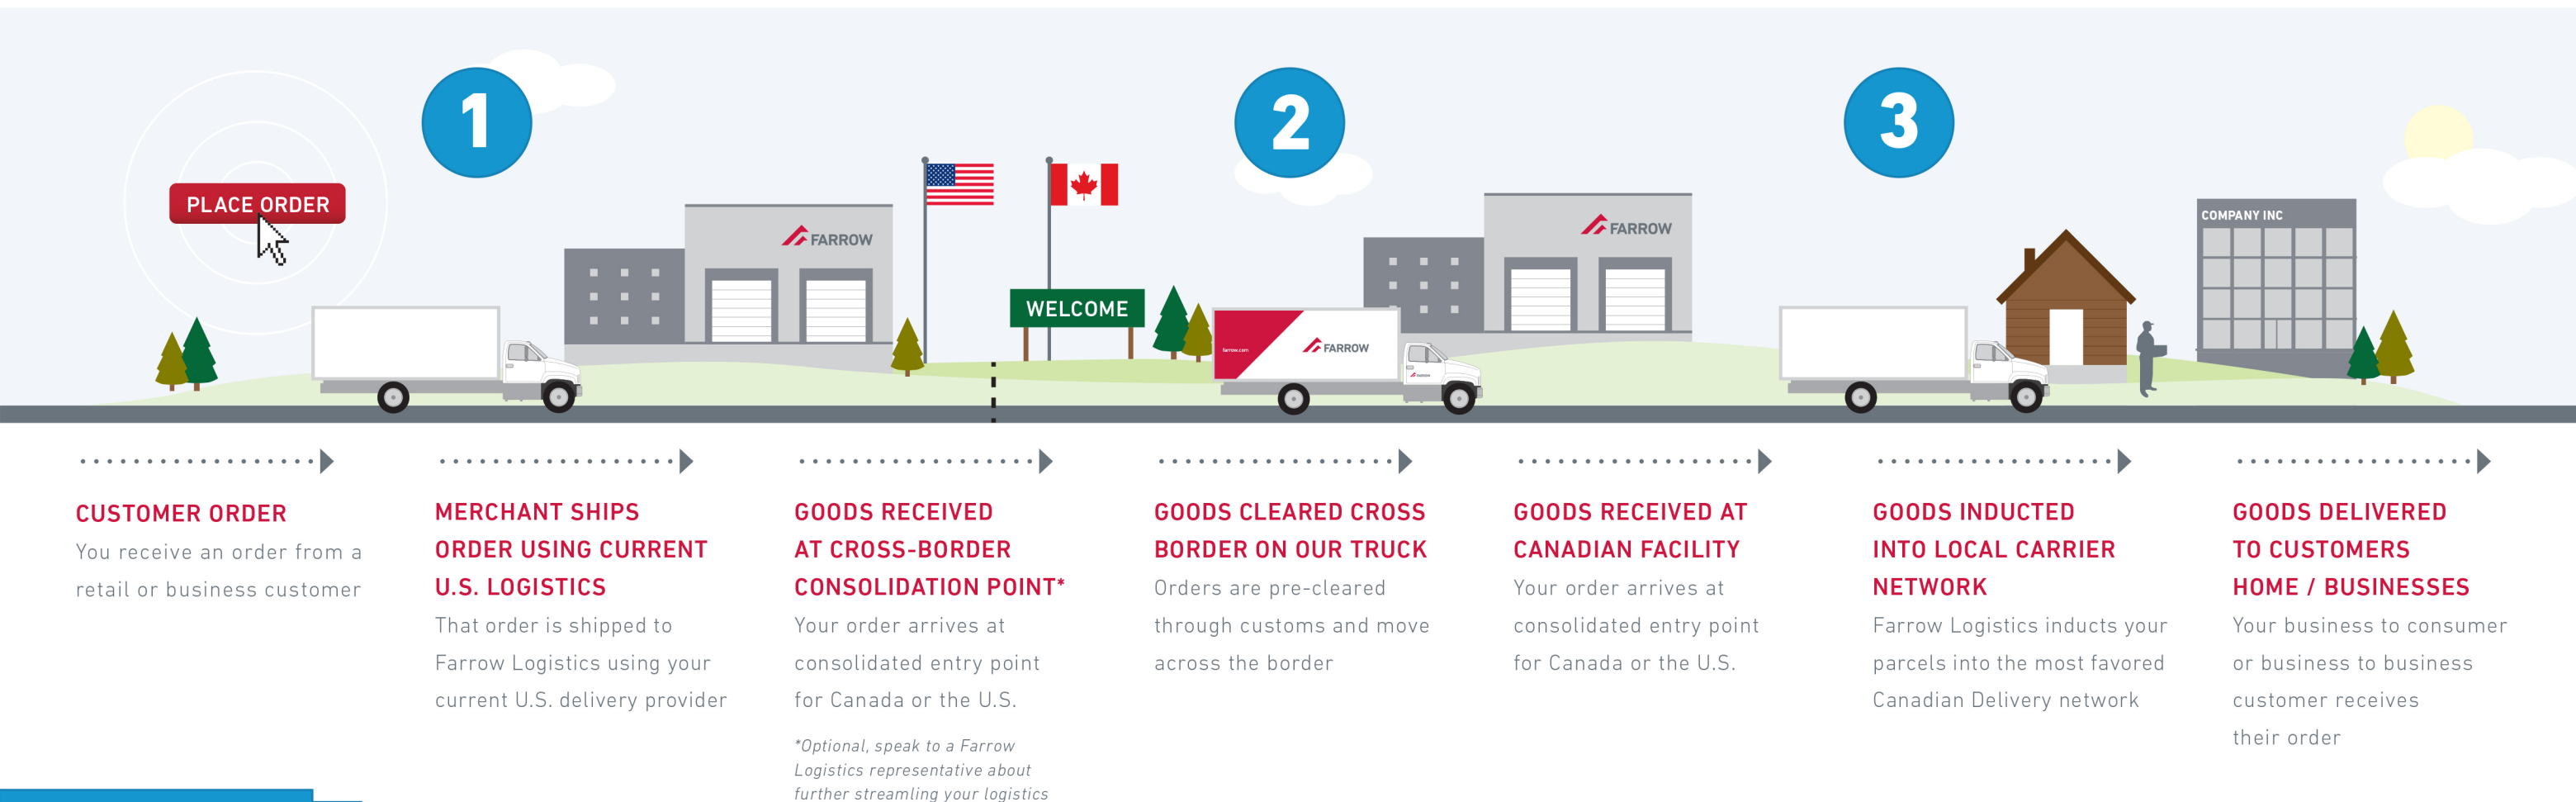 1
2
3
PLACE ORDER
FARROW
WELCOME
farrow.com
FARROW
FARROW
COMPANY INC
CUSTOMER ORDER
You receive an order from a
retail or business customer
MERCHANT SHIPS
ORDER USING CURRENT
U.S. LOGISTICS
That order is shipped to
Farrow Logistics using your
current U.S. delivery provider
GOODS RECEIVED
AT CROSS-BORDER
CONSOLIDATION POINT*
Your order arrives at
consolidated entry point
for Canada or the U.S.
*Optional, speak to a Farrow
Logistics representative about
further streamling your logistics
GOODS CLEARED CROSS
BORDER ON OUR TRUCK
Orders are pre-cleared
through customs and move
across the border
GOODS RECEIVED AT
CANADIAN FACILITY
Your order arrives at
consolidated entry point
for Canada or the U.S.
GOODS INDUCTED
INTO LOCAL CARRIER
NETWORK
Farrow Logistics inducts your
parcels into the most favored
Canadian Delivery network
GOODS DELIVERED
TO CUSTOMERS
HOME / BUSINESSES
Your business to consumer
or business to business
customer receives
their order